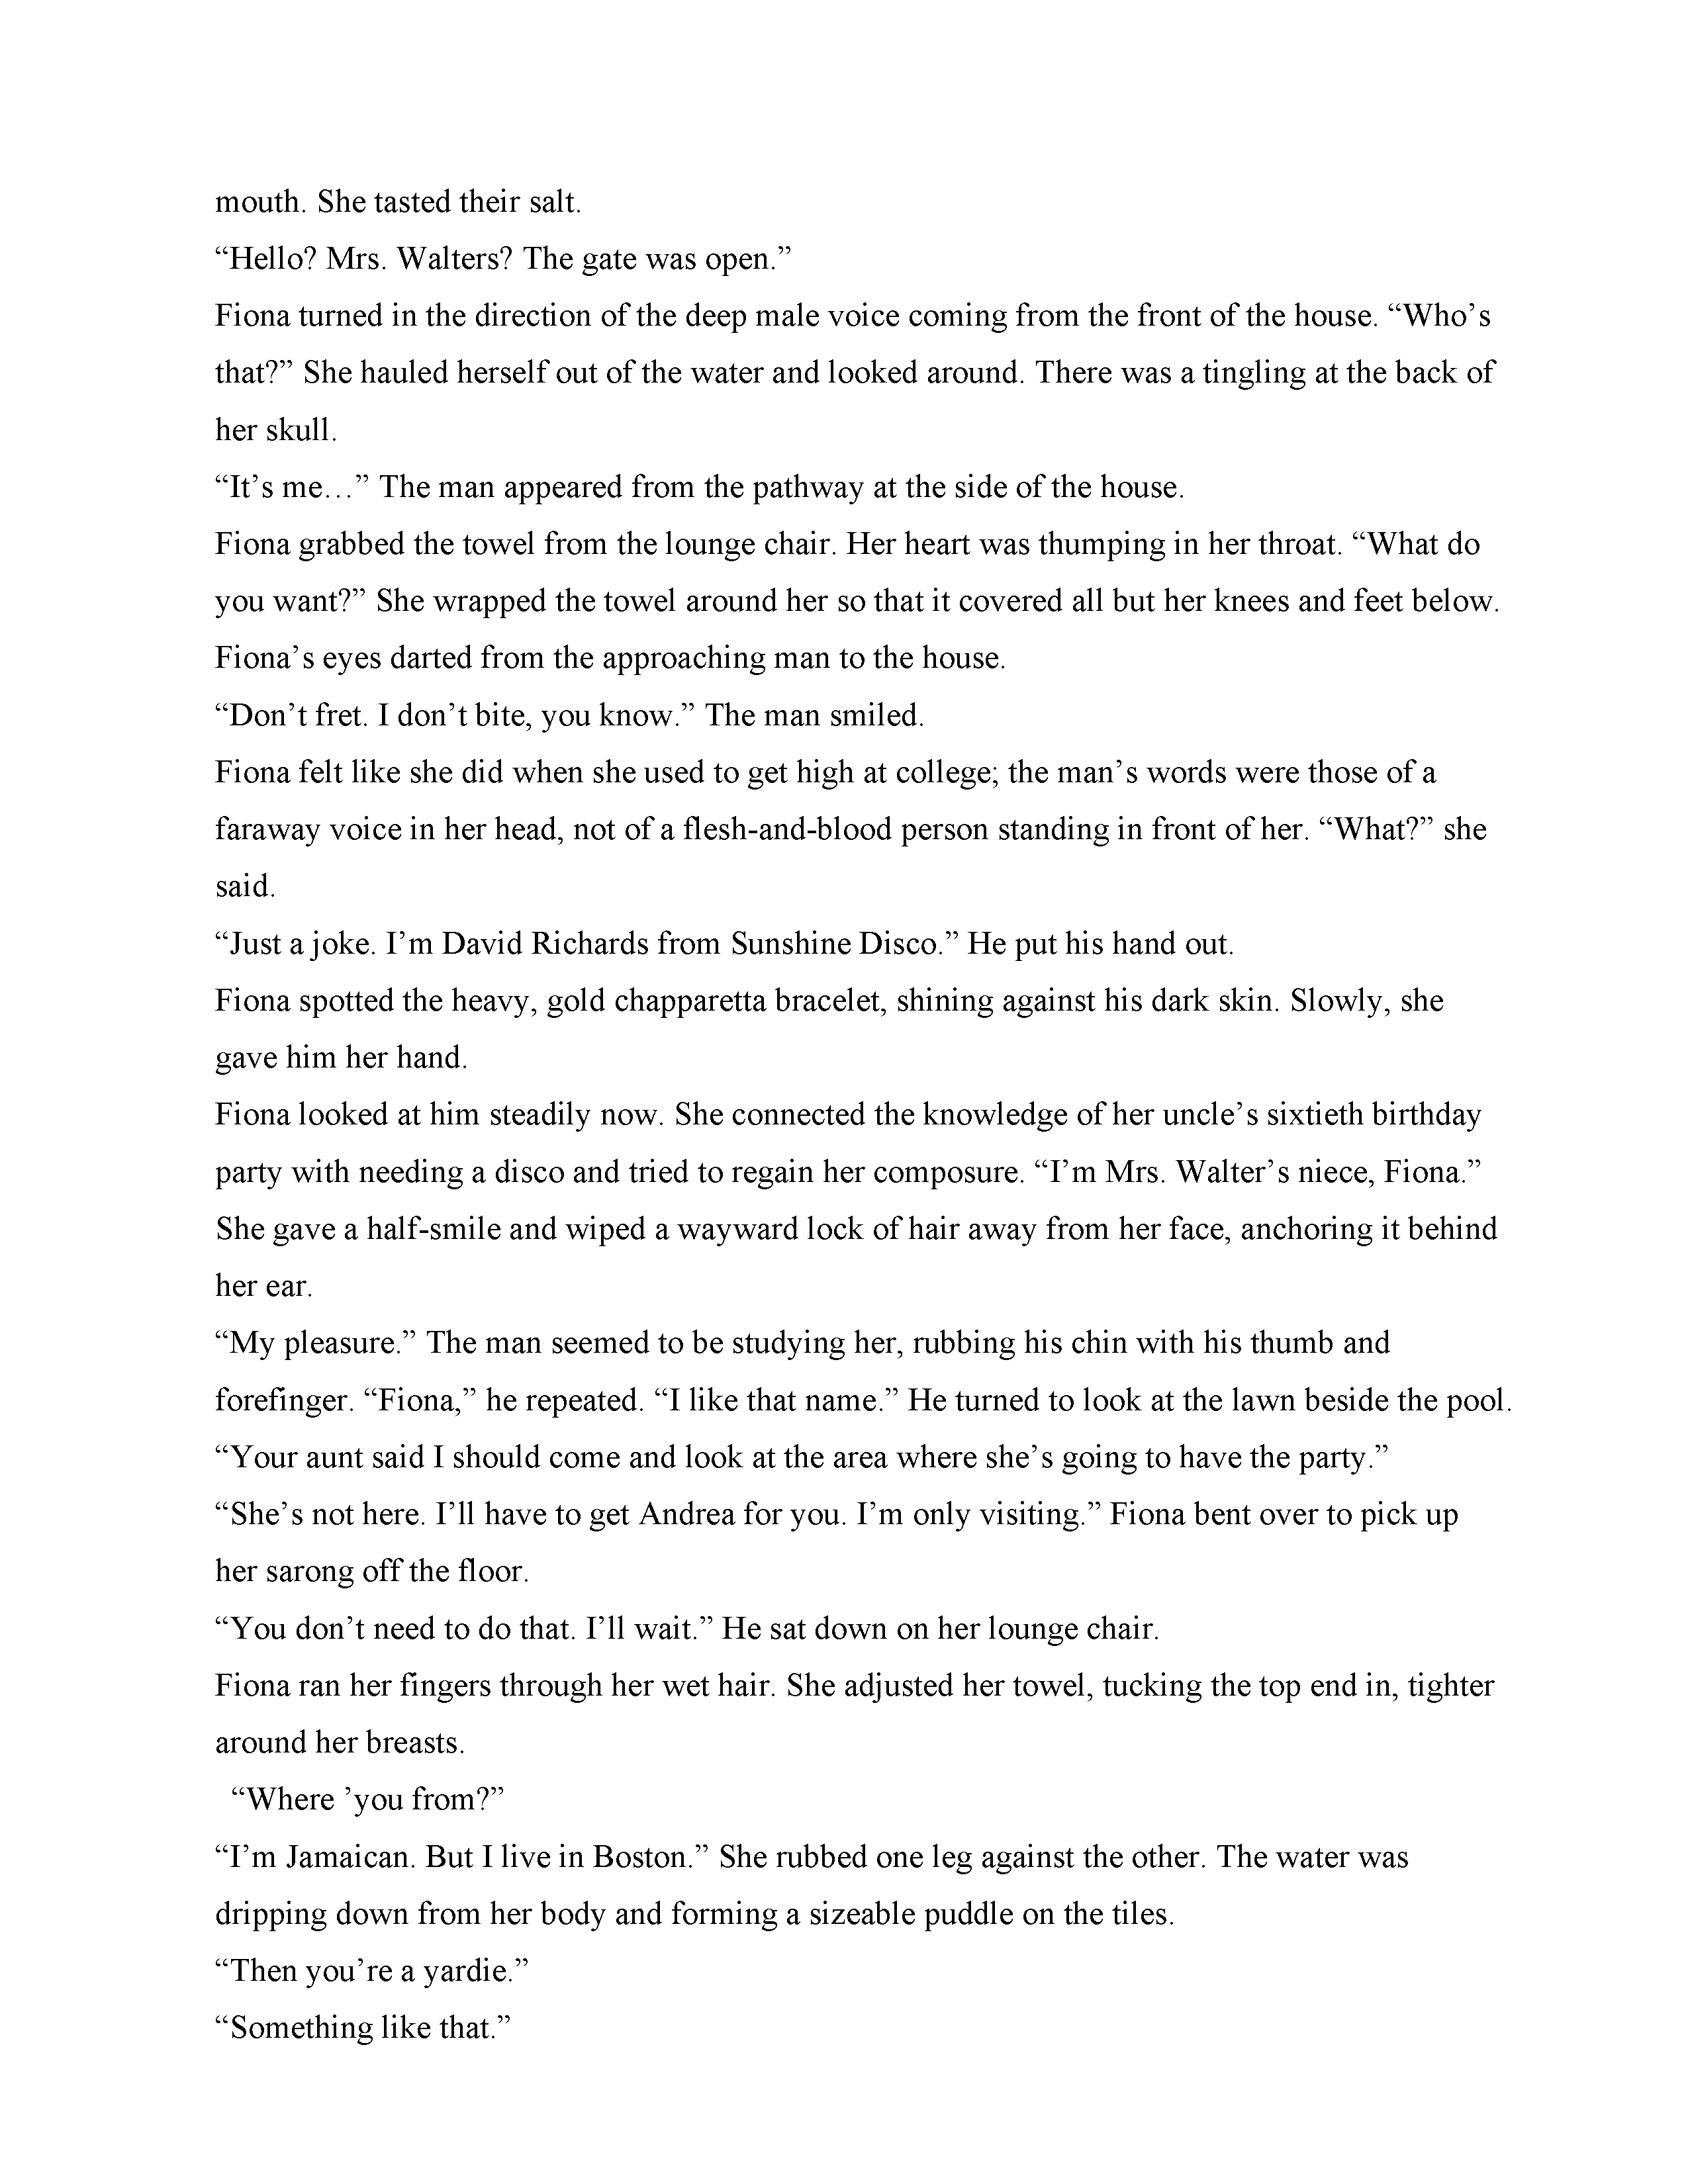 mouth. She tasted their salt.
“Hello? Mrs. Walters? The gate was open.”
Fiona turned in the direction of the deep male voice coming from the front of the house. “Who’s
that?” She hauled herself out of the water and looked around. There was a tingling at the back of
her skull.
“It’s me…” The man appeared from the pathway at the side of the house.
Fiona grabbed the towel from the lounge chair. Her heart was thumping in her throat. “What do
you want?” She wrapped the towel around her so that it covered all but her knees and feet below.
Fiona’s eyes darted from the approaching man to the house.
“Don’t fret. I don’t bite, you know.” The man smiled.
Fiona felt like she did when she used to get high at college; the man’s words were those of a
faraway voice in her head, not of a flesh-and-blood person standing in front of her. “What?” she
said.
“Just a joke. I’m David Richards from Sunshine Disco.” He put his hand out.
Fiona spotted the heavy, gold chapparetta bracelet, shining against his dark skin. Slowly, she
gave him her hand.
Fiona looked at him steadily now. She connected the knowledge of her uncle’s sixtieth birthday
party with needing a disco and tried to regain her composure. “I’m Mrs. Walter’s niece, Fiona.”
She gave a half-smile and wiped a wayward lock of hair away from her face, anchoring it behind
her ear.
“My pleasure.” The man seemed to be studying her, rubbing his chin with his thumb and
forefinger. “Fiona,” he repeated. “I like that name.” He turned to look at the lawn beside the pool.
“Your aunt said I should come and look at the area where she’s going to have the party.”
“She’s not here. I’ll have to get Andrea for you. I’m only visiting.” Fiona bent over to pick up
her sarong off the floor.
“You don’t need to do that. I’ll wait.” He sat down on her lounge chair.
Fiona ran her fingers through her wet hair. She adjusted her towel, tucking the top end in, tighter
around her breasts.
“Where ’you from?”
“I’m Jamaican. But I live in Boston.” She rubbed one leg against the other. The water was
dripping down from her body and forming a sizeable puddle on the tiles.
“Then you’re a yardie.”
“Something like that.”